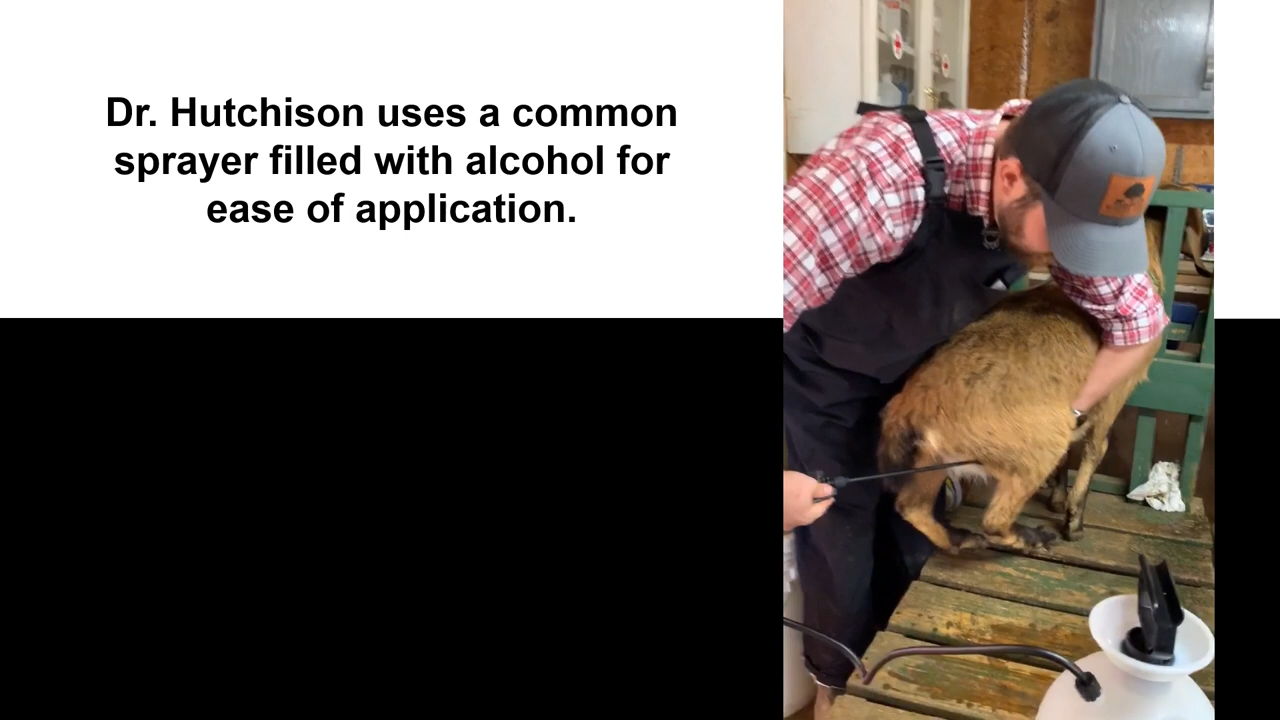 Dr. Hutchison uses a common
sprayer filled with alcohol for
ease of application.